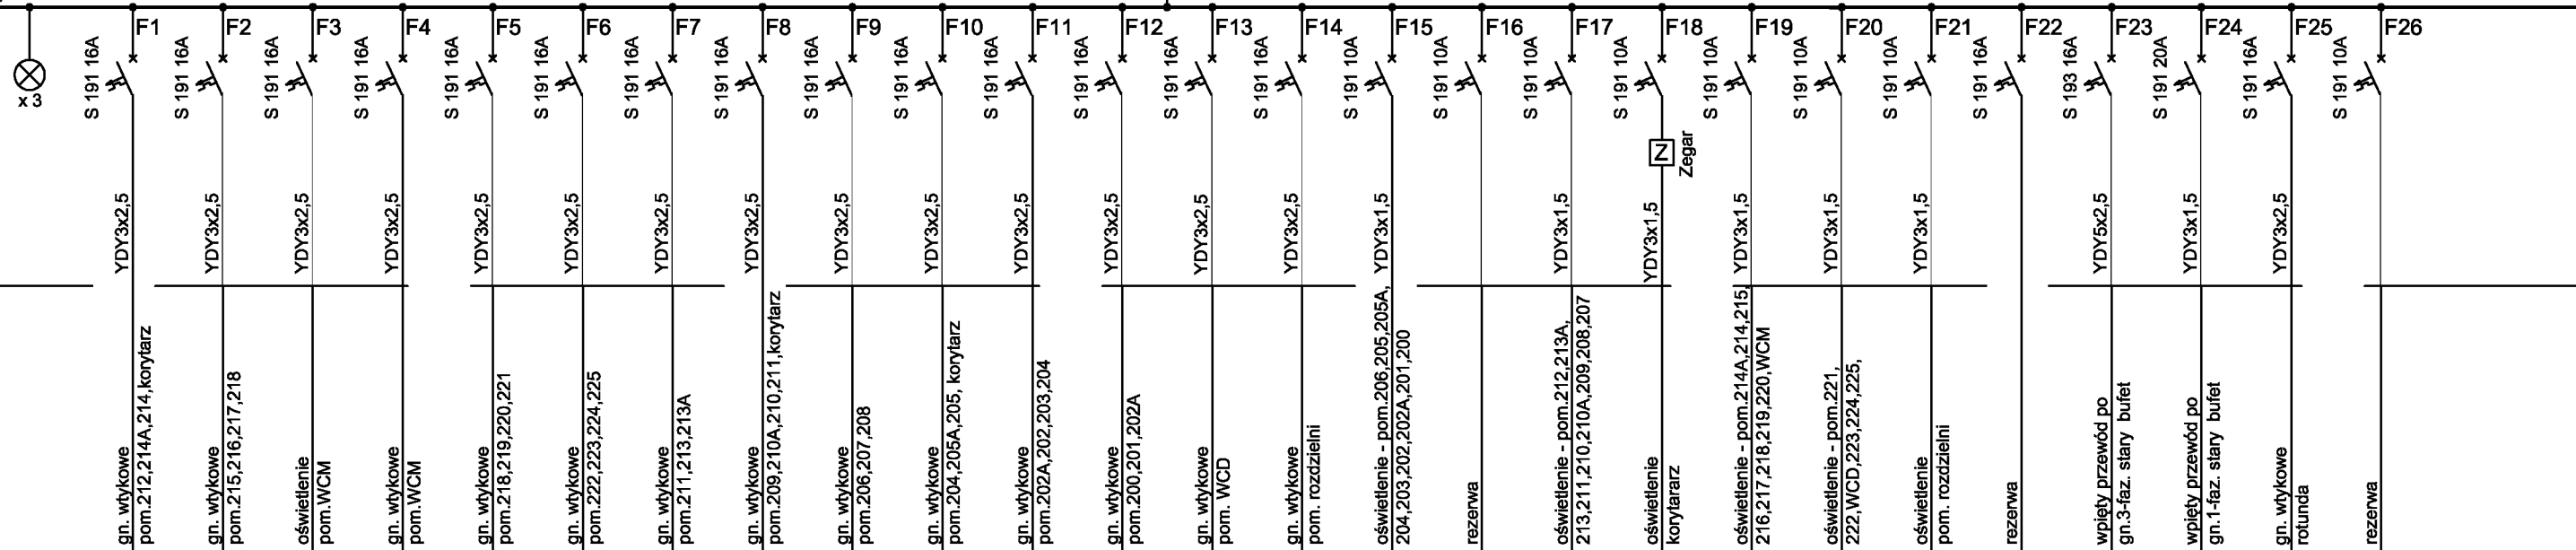 F1
F2
F3
F4
F5
F6
F7
F8
F9
F10
F11
F12
F13
F14
F15
F16
F17
F18
F19
F20
F21
F22
F23
F24
F25
F26
x 3
S 191 16A
S 191 16A
S 191 16A
S 191 16A
S 191 16A
S 191 16A
S 191 16A
S 191 16A
S 191 16A
S 191 16A
S 191 16A
S 191 16A
S 191 16A
S 191 16A
S 191 10A
S 191 10A
S 191 10A
S 191 10A
S 191 10A
S 191 10A
S 191 10A
S 191 16A
S 193 16A
S 191 20A
S 191 16A
S 191 10A
Z
Zegar
YDY3x2,5
YDY3x2,5
YDY3x2,5
YDY3x2,5
YDY3x2,5
YDY3x2,5
YDY3x2,5
YDY3x2,5
YDY3x2,5
YDY3x2,5
YDY3x2,5
YDY3x2,5
YDY3x2,5
YDY3x2,5
YDY3x1,5
YDY3x1,5
YDY3x1,5
YDY3x1,5
YDY3x1,5
YDY3x1,5
YDY5x2,5
YDY3x1,5
YDY3x2,5
gn. wtykowe
pom.212,214A,214,korytarz
gn. wtykowe
pom.215,216,217,218
oświetlenie
pom.WCM
gn. wtykowe
pom.WCM
gn. wtykowe
pom.218,219,220,221
gn. wtykowe
pom.222,223,224,225
gn. wtykowe
pom.211,213,213A
gn. wtykowe
pom.209,210A,210,211,korytarz
gn. wtykowe
pom.206,207,208
gn. wtykowe
pom.204,205A,205, korytarz
gn. wtykowe
pom.202A,202,203,204
gn. wtykowe
pom.200,201,202A
gn. wtykowe
pom. WCD
gn. wtykowe
pom. rozdzielni
oświetlenie - pom.206,205,205A,
204,203,202,202A,201,200
rezerwa
oświetlenie - pom.212,213A,
213,211,210,210A,209,208,207
oświetlenie
korytararz
oświetlenie - pom.214A,214,215,
216,217,218,219,220,WCM
oświetlenie - pom.221,
222,WCD,223,224,225,
oświetlenie
pom. rozdzielni
rezerwa
wpięty przewód po
gn.3-faz. stary bufet
wpięty przewód po
gn.1-faz. stary bufet
gn. wtykowe
rotunda
rezerwa